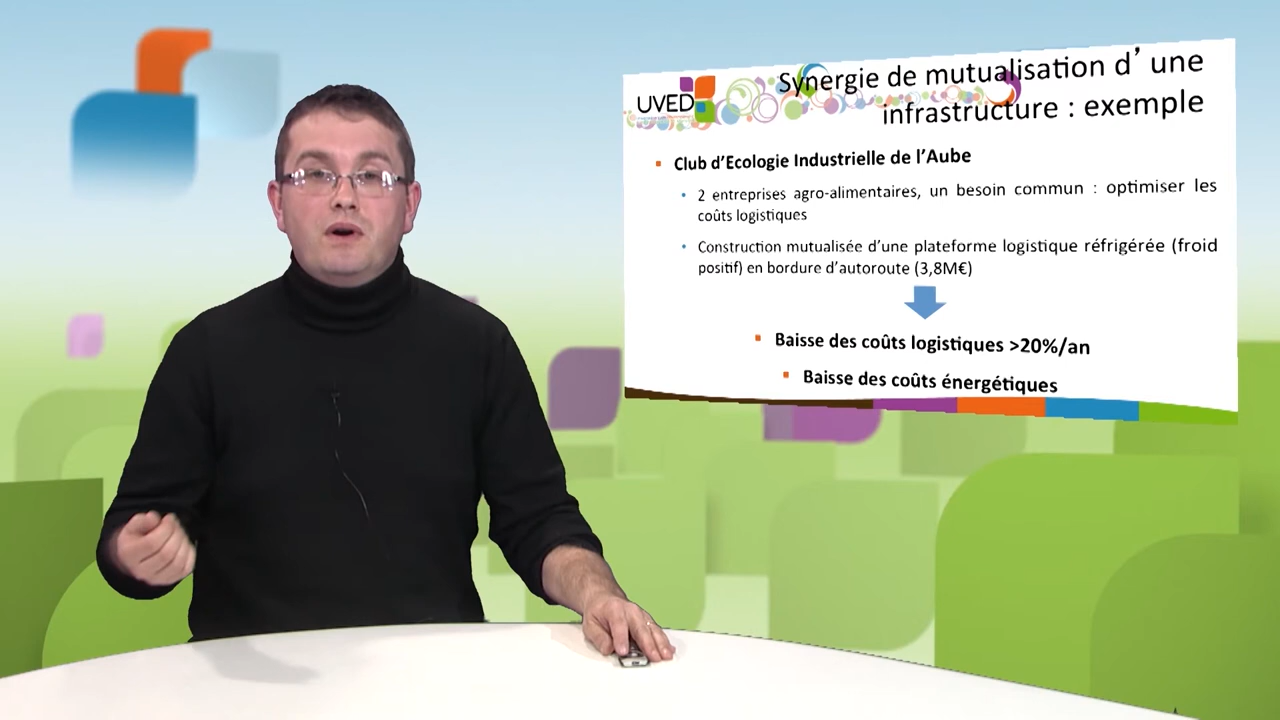 Synergie de mutualisation d’ une
infrastructure : exemple
UVED
Club d’Ecologie Industrielle de l’Aube
2 entreprises agro-alimentaires, un besoin commun : optimiser les
coûts logistiques
Construction mutualisée d’une plateforme logistique réfrigérée (froid
positif) en bordure d’autoroute (3,8M€)
Baisse des coûts logistiques >20%/an
Baisse des coûts énergétiques